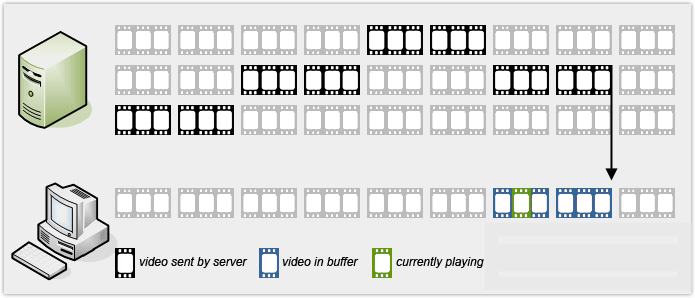 video sent by server
video in buffer
currently playing